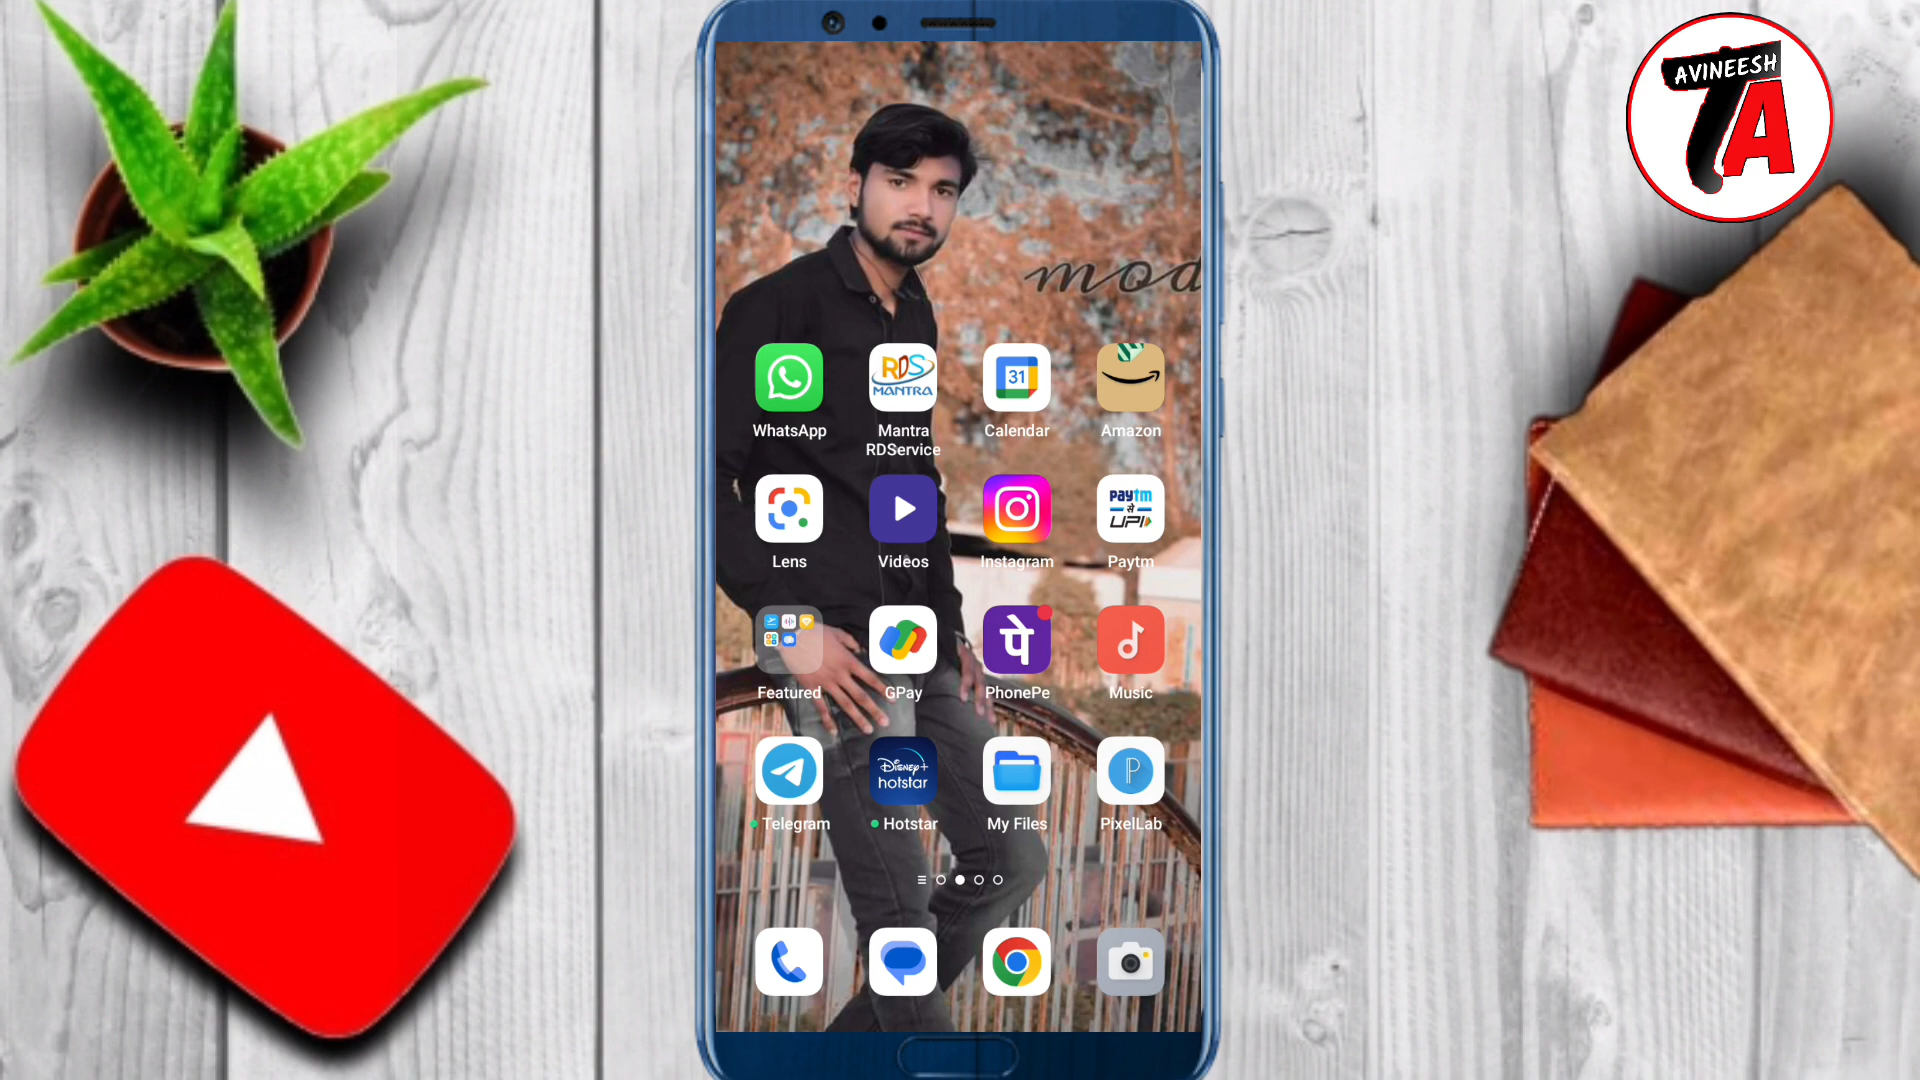 AVINEESH
TA
mod
RDS
MANTRA
31
WhatsApp
Mantra
RDService
Calendar
Amazon
paytm
से
UPI
Lens
Videos
Instagram
Paytm
पे
Featured
GPay
PhonePe
Music
Disney+
hotstar
P
Telegram
Hotstar
My Files
PixelLab